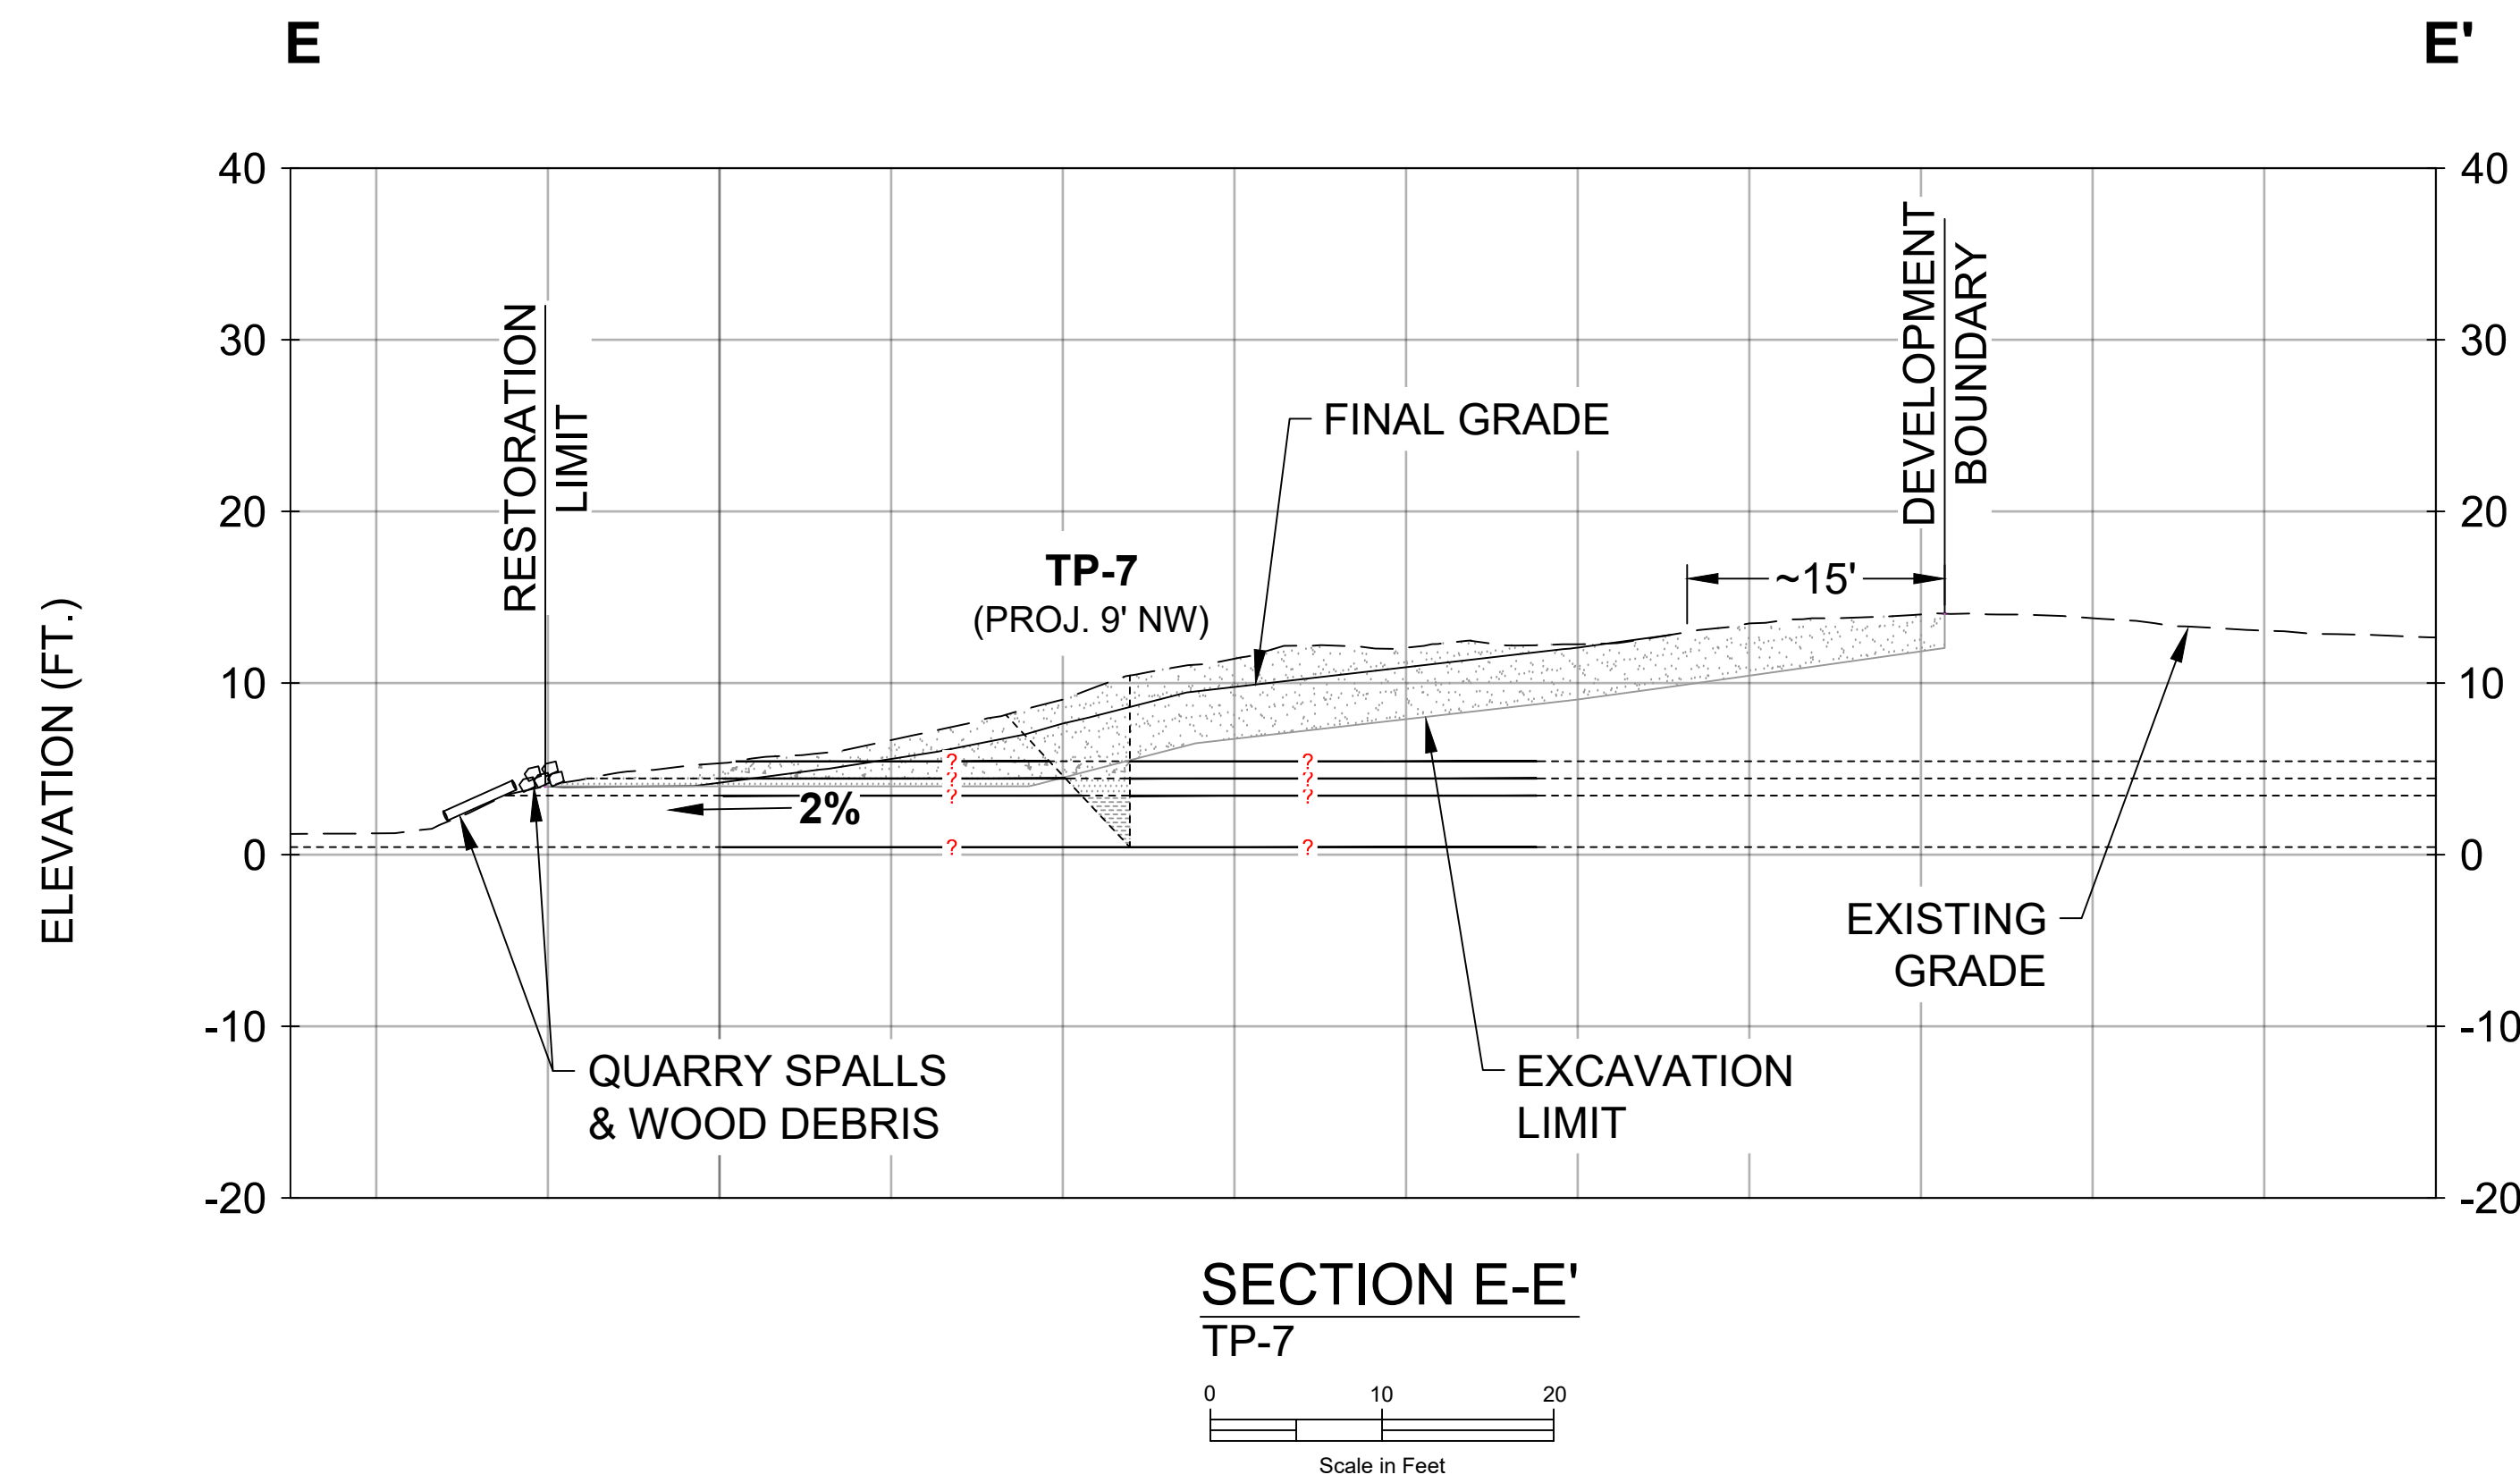 E
E'
40
40
30
30
20
20
10
10
0
0
-10
-10
-20
-20
ELEVATION (FT.)
RESTORATION
LIMIT
DEVELOPMENT
BOUNDARY
FINAL GRADE
TP-7
(PROJ. 9' NW)
~15'
?
?
?
?
?
?
?
?
2%
EXISTING
GRADE
QUARRY SPALLS
& WOOD DEBRIS
EXCAVATION
LIMIT
SECTION E-E'
TP-7
0
10
20
Scale in Feet